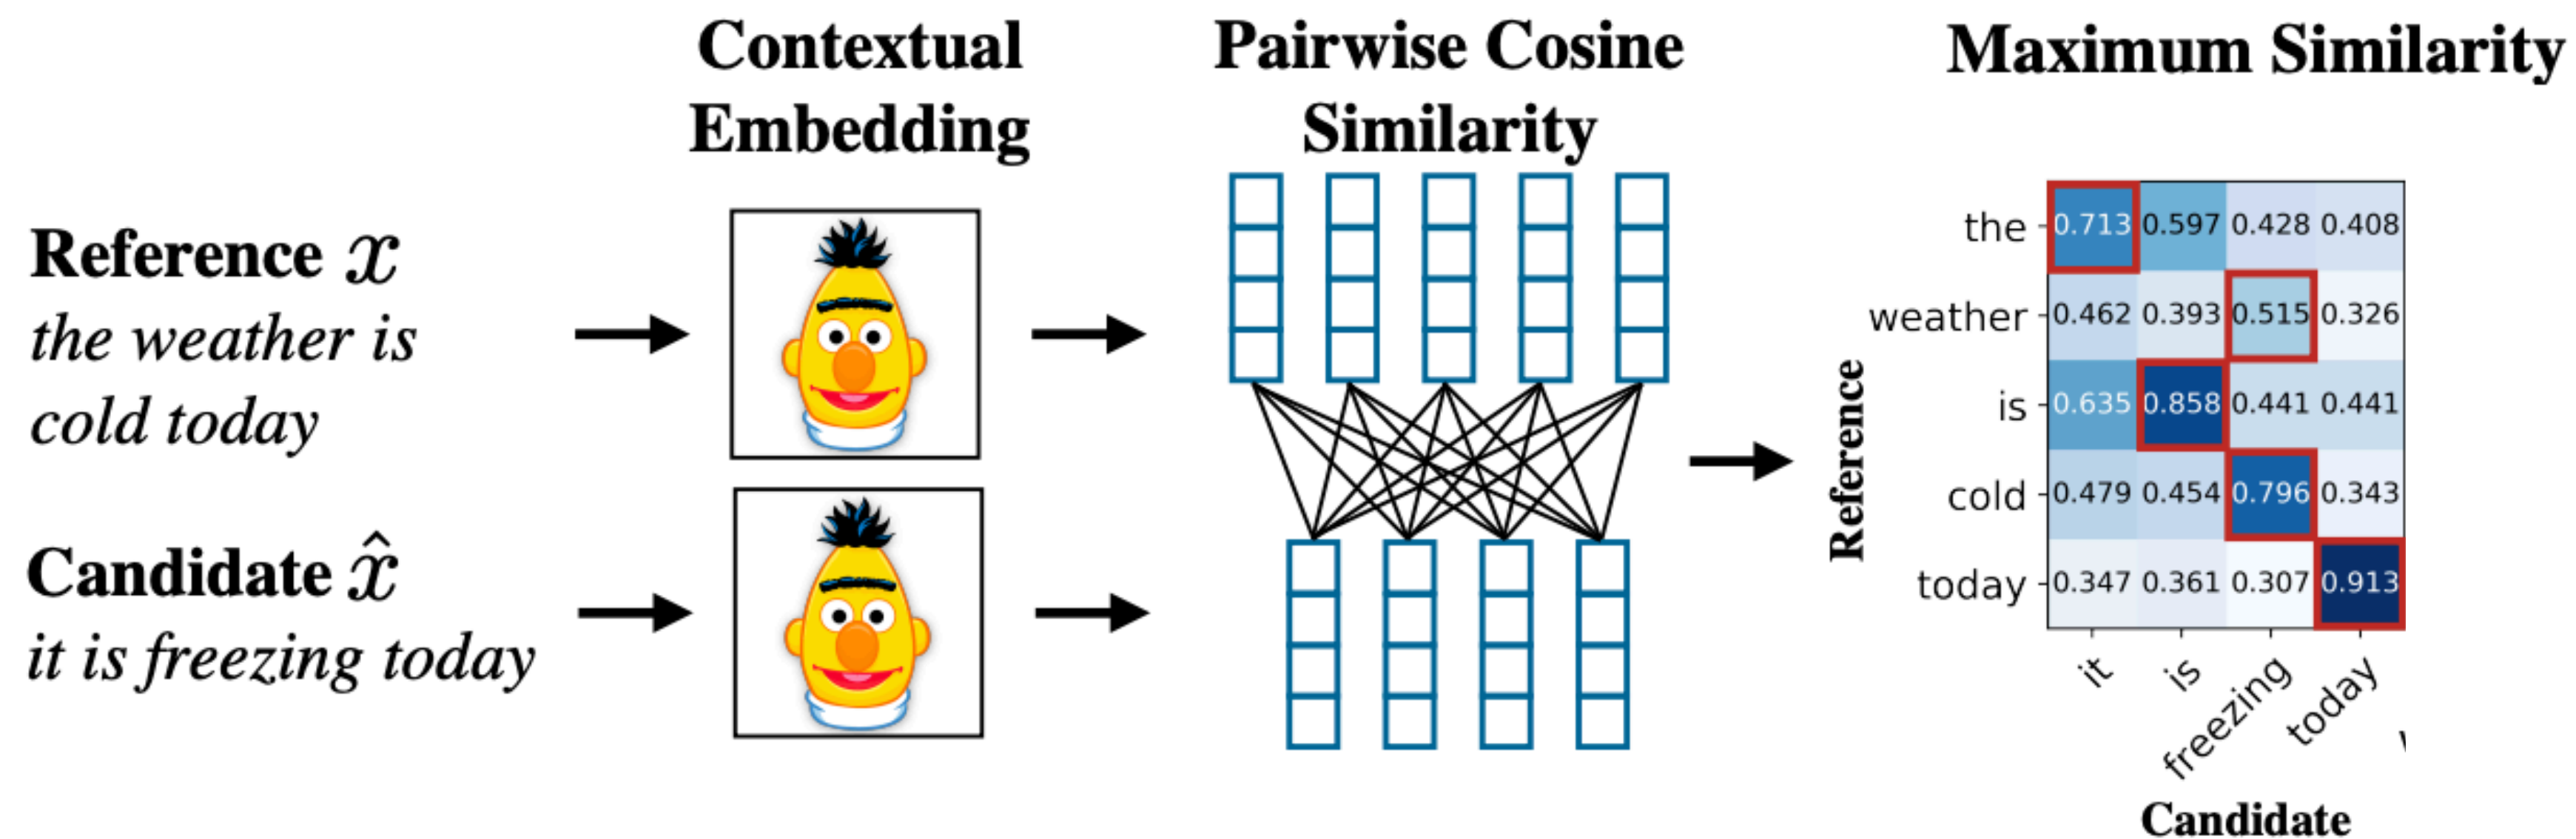 Contextual
Embedding
Pairwise Cosine
Similarity
Maximum Similarity
Reference x
the weather is
cold today
Candidate x̂
it is freezing today
Reference
the 0.713 0.597 0.428 0.408
weather 0.462 0.393 0.515 0.326
is 0.635 0.858 0.441 0.441
cold 0.479 0.454 0.796 0.343
today 0.347 0.361 0.307 0.913
it is freezing today
Candidate